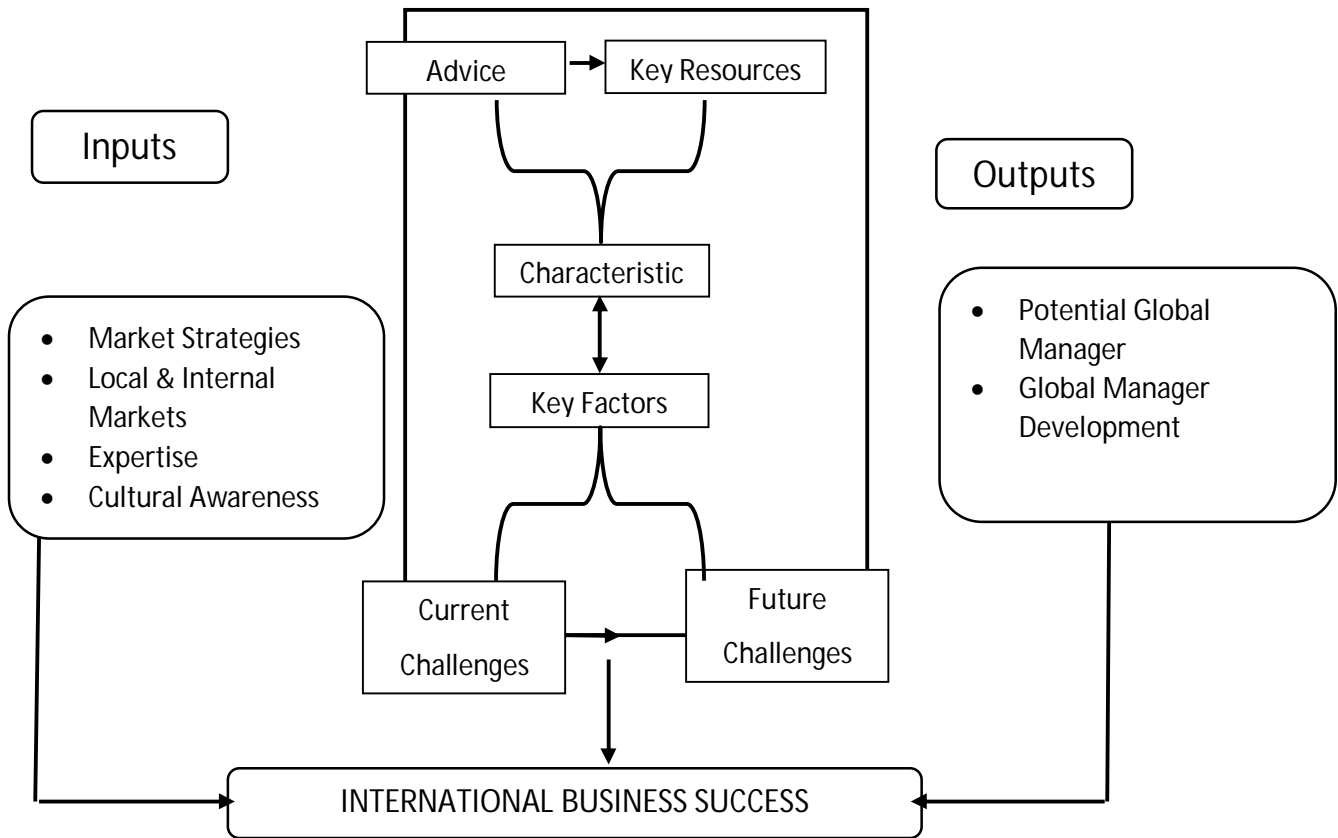 Advice
Key Resources
Inputs
Outputs
Characteristic
• Market Strategies
• Local & Internal
Markets
• Expertise
• Cultural Awareness
• Potential Global
Manager
• Global Manager
Development
Key Factors
Current
Challenges
Future
Challenges
INTERNATIONAL BUSINESS SUCCESS